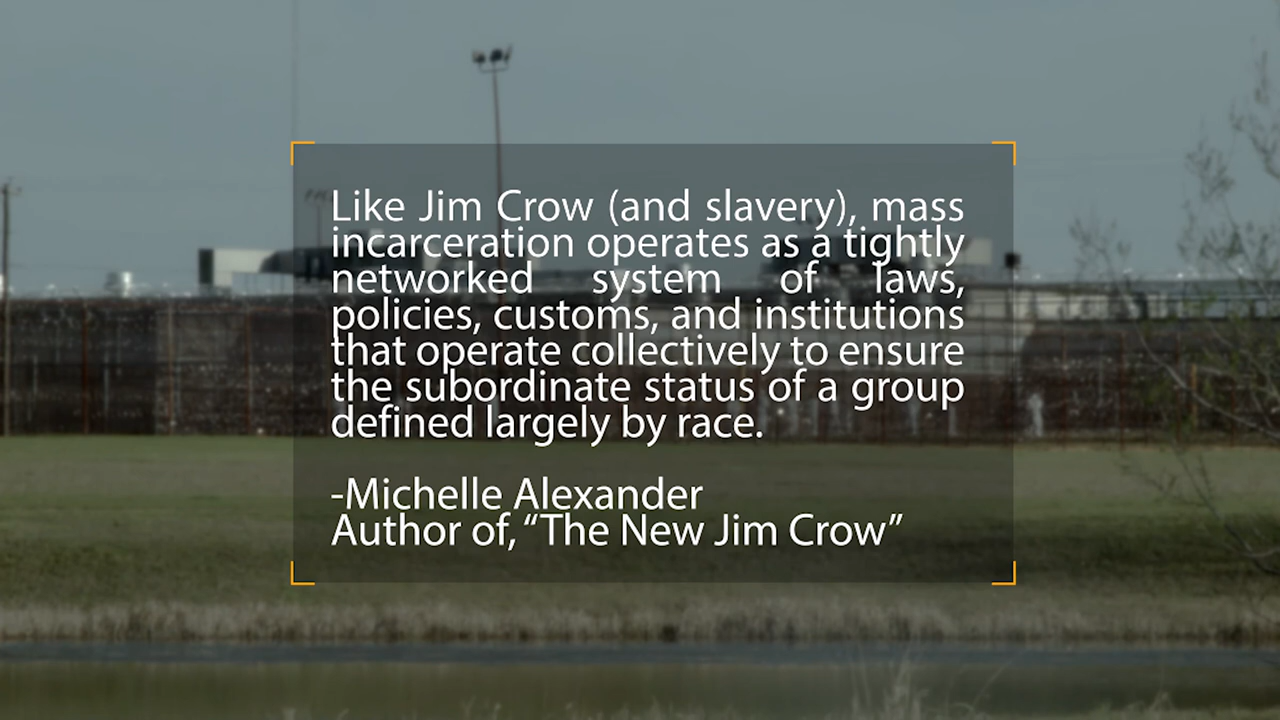 Like Jim Crow (and slavery), mass
incarceration operates as a tightly
networked system of laws,
policies, customs, and institutions
that operate collectively to ensure
the subordinate status of a group
defined largely by race.
-Michelle Alexander
Author of, “The New Jim Crow”